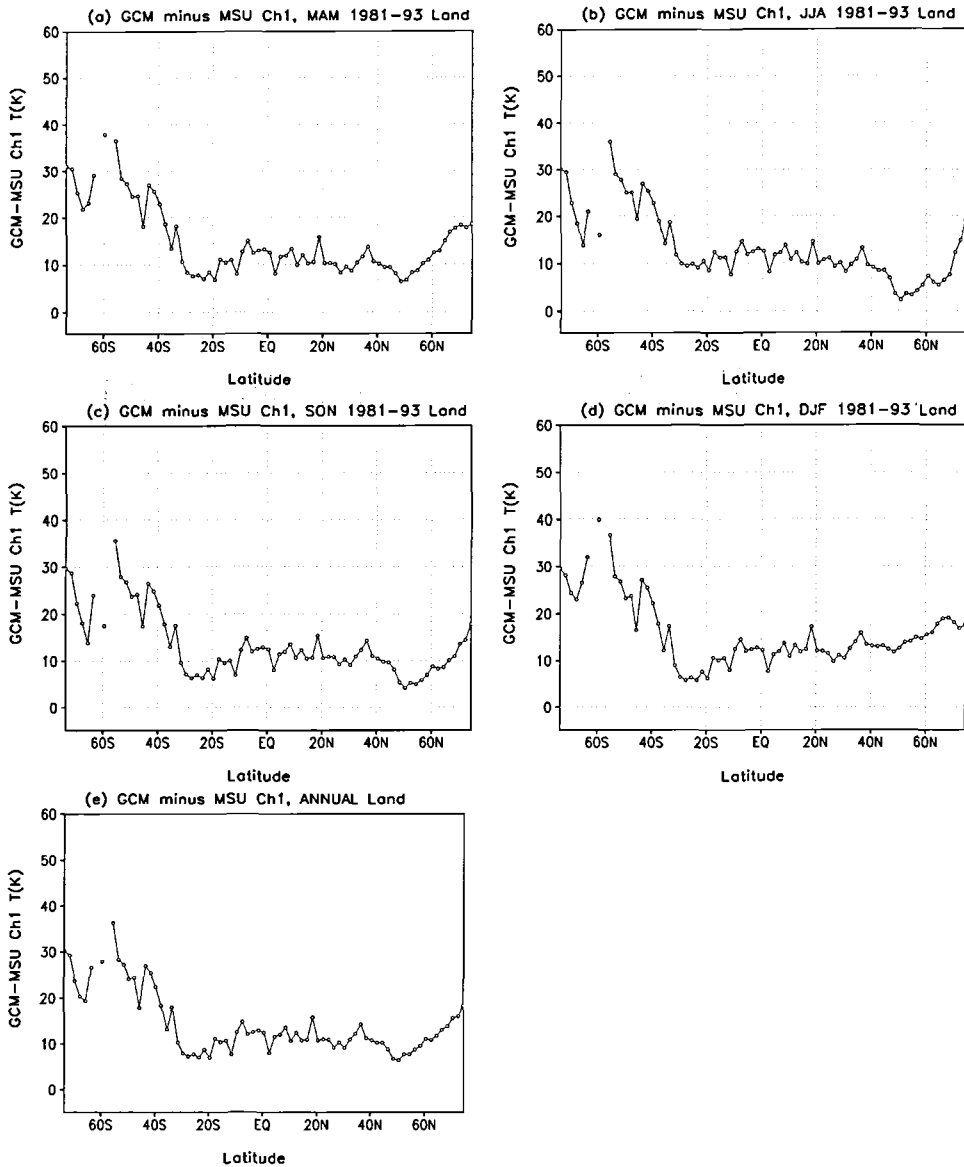 (a) GCM minus MSU Ch1, MAM 1981-93 Land
GCM-MSU Ch1 T(K)
60
50
40
30
20
10
0
60S 40S 20S EQ 20N 40N 60N
Latitude
(b) GCM minus MSU Ch1, JJA 1981-93 Land
GCM-MSU Ch1 T(K)
60
50
40
30
20
10
0
60S 40S 20S EQ 20N 40N 60N
Latitude
(c) GCM minus MSU Ch1, SON 1981-93 Land
GCM-MSU Ch1 T(K)
60
50
40
30
20
10
0
60S 40S 20S EQ 20N 40N 60N
Latitude
(d) GCM minus MSU Ch1, DJF 1981-93 Land
GCM-MSU Ch1 T(K)
60
50
40
30
20
10
0
60S 40S 20S EQ 20N 40N 60N
Latitude
(e) GCM minus MSU Ch1, ANNUAL Land
GCM-MSU Ch1 T(K)
60
50
40
30
20
10
0
60S 40S 20S EQ 20N 40N 60N
Latitude